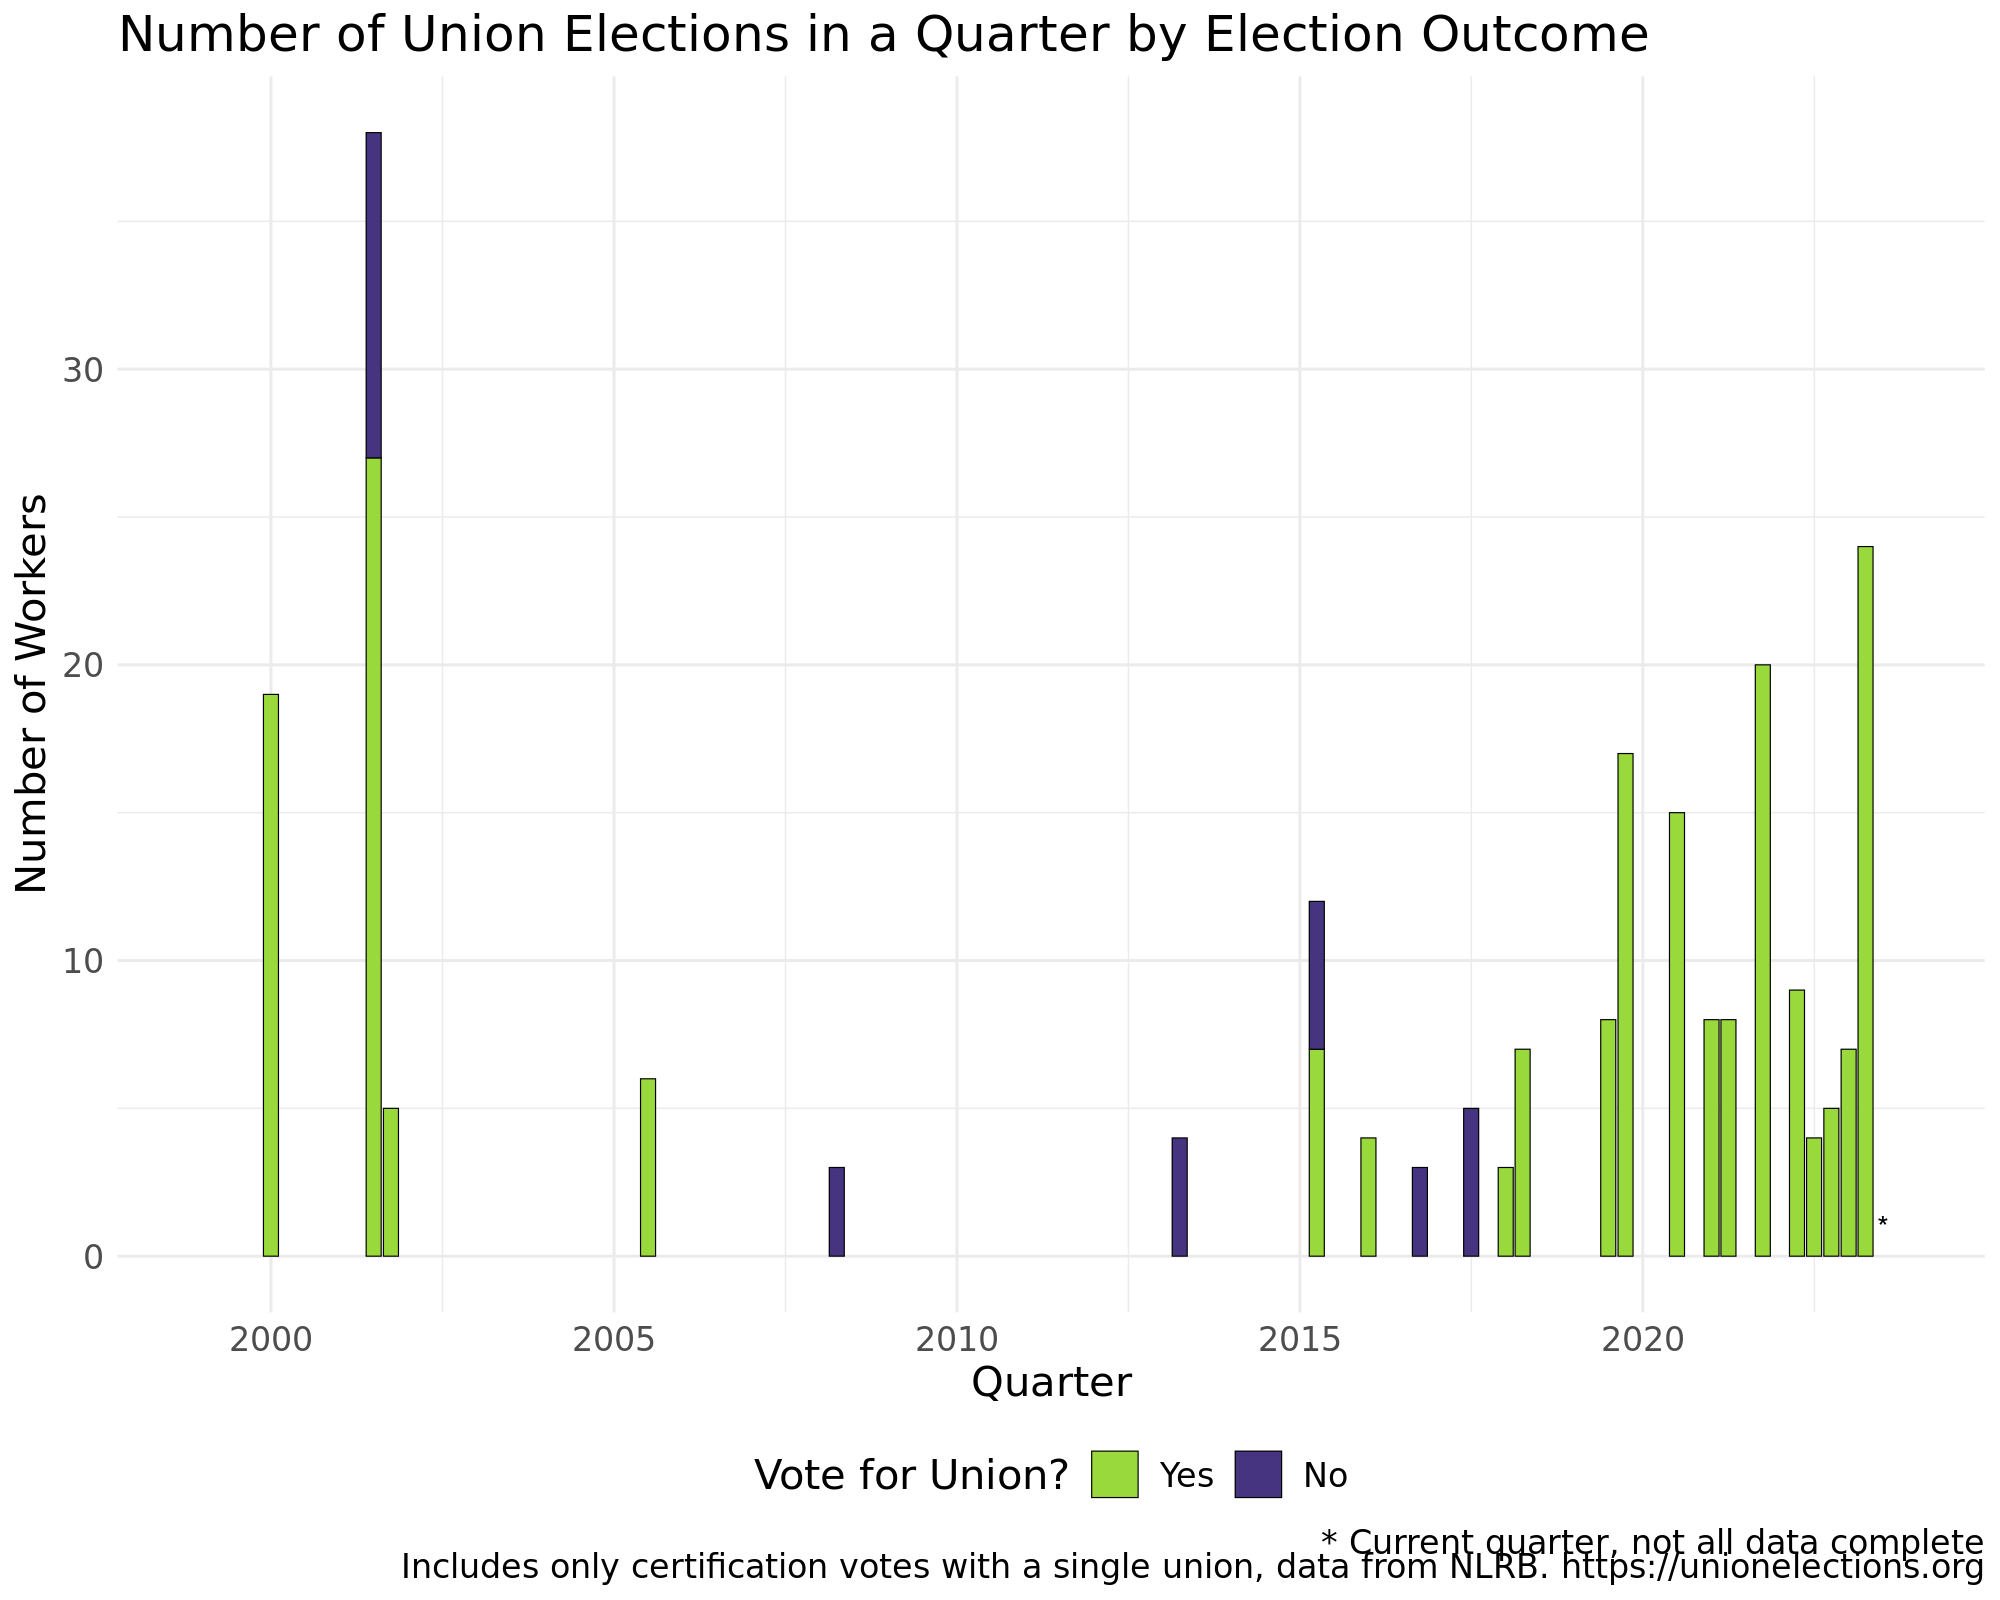 Number of Union Elections in a Quarter by Election Outcome
Number of Workers
30
20
10
0
*
2000 2005 2010 2015 2020
Quarter
Vote for Union? Yes No
* Current quarter, not all data complete
Includes only certification votes with a single union, data from NLRB. https://unionelections.org